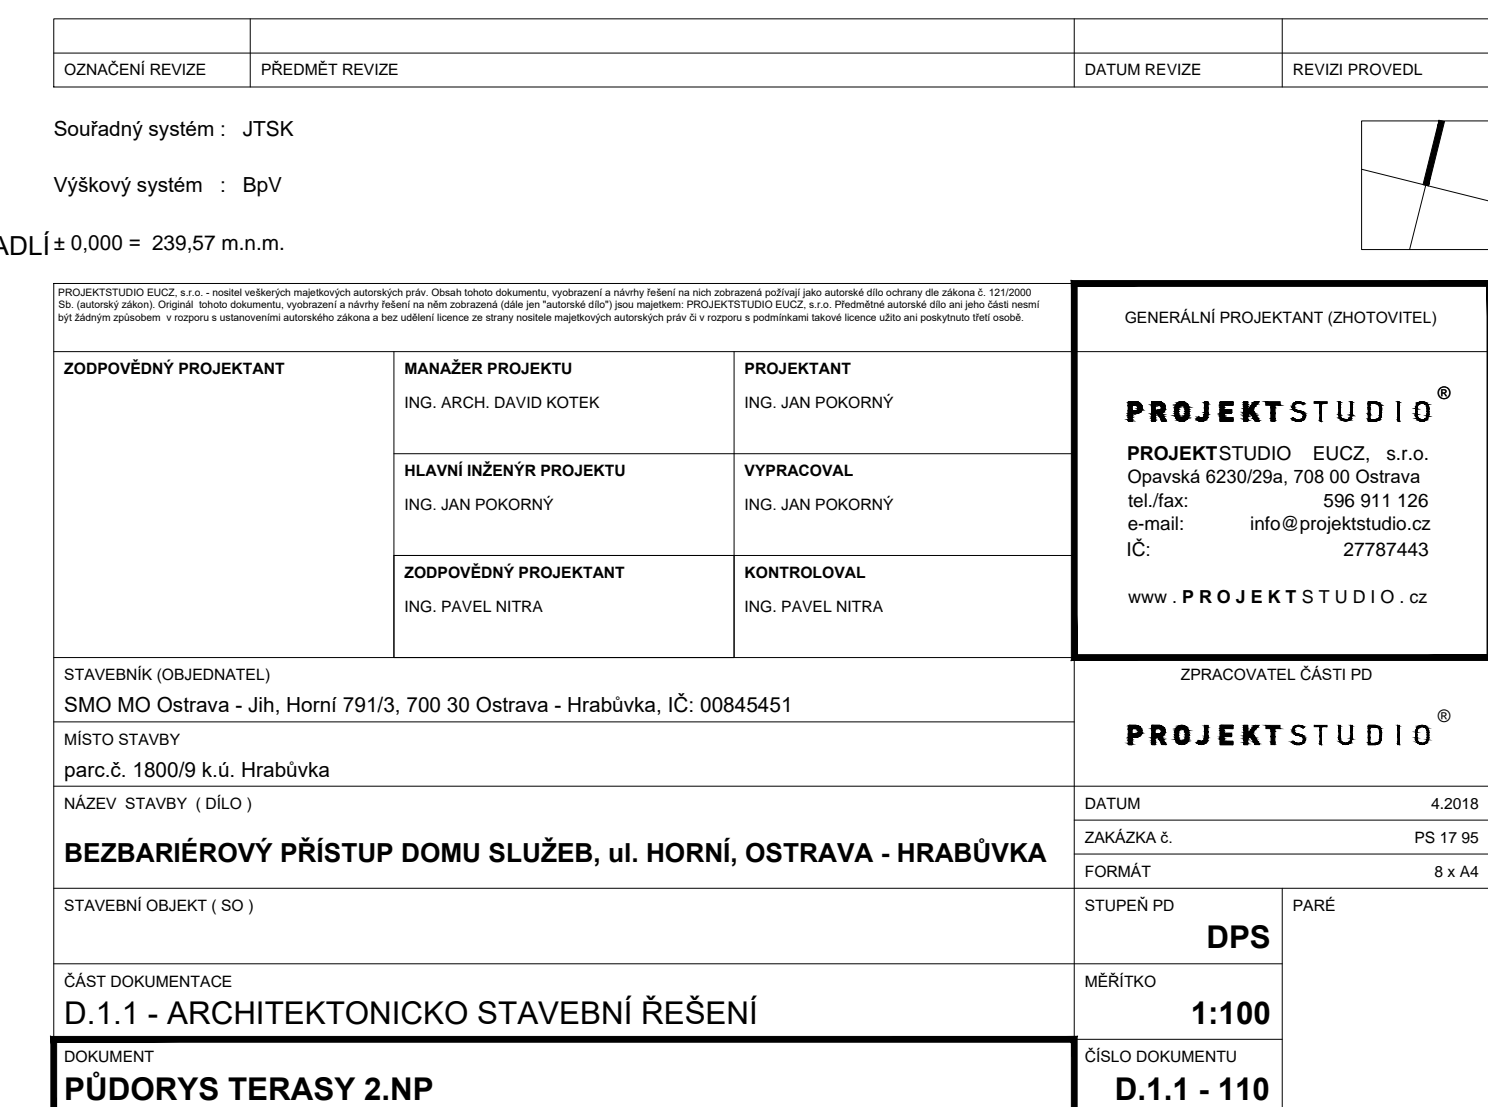 OZNAČENÍ REVIZE PŘEDMĚT REVIZE DATUM REVIZE REVIZI PROVEDL
Souřadný systém : JTSK
Výškový systém : BpV
ADLÍ ± 0,000 = 239,57 m.n.m.
PROJEKTSTUDIO EUCZ, s.r.o. - nositel veškerých majetkových autorských práv. Obsah tohoto dokumentu, vyobrazení a návrhy řešení na nich zobrazená požívají jako autorské dílo ochrany dle zákona č. 121/2000
Sb. (autorský zákon). Originál tohoto dokumentu, vyobrazení a návrhy řešení na něm zobrazená (dále jen "autorské dílo") jsou majetkem: PROJEKTSTUDIO EUCZ, s.r.o. Předmětné autorské dílo ani jeho části nesmí
být žádným způsobem v rozporu s ustanoveními autorského zákona a bez udělení licence ze strany nositele majetkových autorských práv či v rozporu s podmínkami takové licence užito ani poskytnuto třetí osobě.
GENERÁLNÍ PROJEKTANT (ZHOTOVITEL)
ZODPOVĚDNÝ PROJEKTANT
MANAŽER PROJEKTU
ING. ARCH. DAVID KOTEK
PROJEKTANT
ING. JAN POKORNÝ
HLAVNÍ INŽENÝR PROJEKTU
ING. JAN POKORNÝ
VYPRACOVAL
ING. JAN POKORNÝ
ZODPOVĚDNÝ PROJEKTANT
ING. PAVEL NITRA
KONTROLOVAL
ING. PAVEL NITRA
PROJEKTSTUDIO®
PROJEKTSTUDIO EUCZ, s.r.o.
Opavská 6230/29a, 708 00 Ostrava
tel./fax: 596 911 126
e-mail: info@projektstudio.cz
IČ: 27787443
www.PROJEKTSTUDIO.cz
STAVEBNÍK (OBJEDNATEL)
SMO MO Ostrava - Jih, Horní 791/3, 700 30 Ostrava - Hrabůvka, IČ: 00845451
MÍSTO STAVBY
parc.č. 1800/9 k.ú. Hrabůvka
ZPRACOVATEL ČÁSTI PD
PROJEKTSTUDIO®
NÁZEV STAVBY ( DÍLO )
BEZBARIÉROVÝ PŘÍSTUP DOMU SLUŽEB, ul. HORNÍ, OSTRAVA - HRABŮVKA
DATUM 4.2018
ZAKÁZKA č. PS 17 95
FORMÁT 8 x A4
STAVEBNÍ OBJEKT ( SO )
STUPEŇ PD
DPS
PARÉ
ČÁST DOKUMENTACE
D.1.1 - ARCHITEKTONICKO STAVEBNÍ ŘEŠENÍ
MĚŘÍTKO
1:100
DOKUMENT
PŮDORYS TERASY 2.NP
ČÍSLO DOKUMENTU
D.1.1 - 110